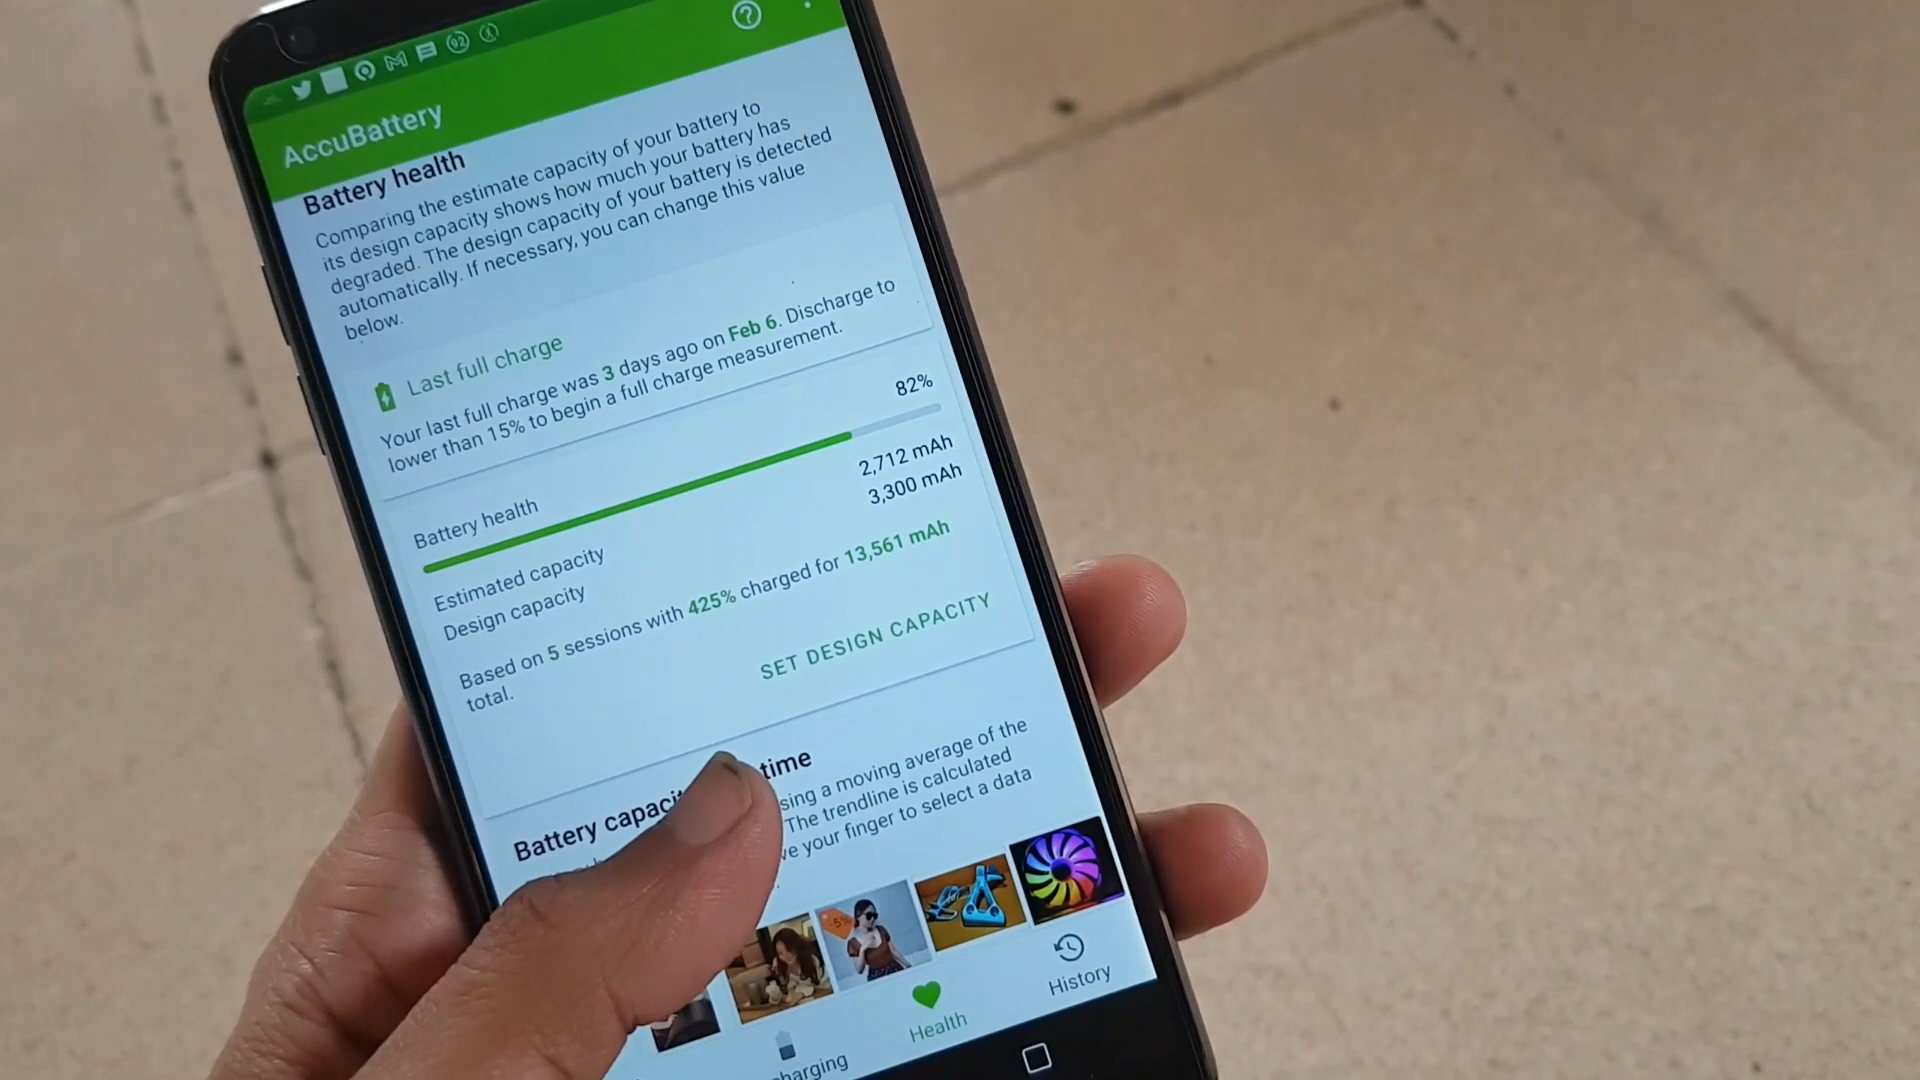 92
AccuBattery
Battery health
Comparing the estimate capacity of your battery to
its design capacity shows how much your battery has
degraded. The design capacity of your battery is detected
automatically. If necessary, you can change this value
below.
Last full charge
Your last full charge was 3 days ago on Feb 6. Discharge to
lower than 15% to begin a full charge measurement.
Battery health 82%
Estimated capacity 2,712 mAh
Design capacity 3,300 mAh
Based on 5 sessions with 425% charged for 13,561 mAh
total.
SET DESIGN CAPACITY
Battery capacit time
sing a moving average of the
The trendline is calculated
ve your finger to select a data
-5%
harging
Health
History